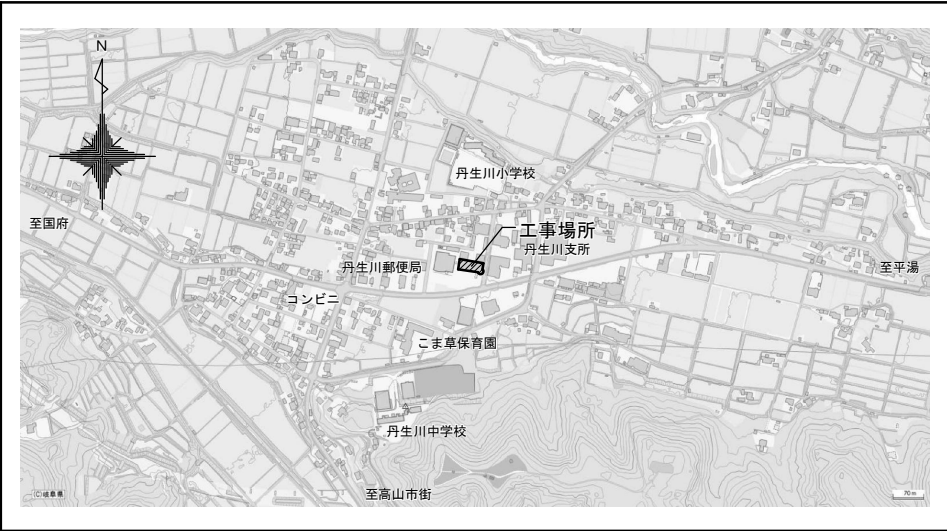 N
丹生川小学校
至国府
工事場所
丹生川支所
丹生川郵便局
至平湯
コンビニ
こま草保育園
丹生川中学校
至高山市街
©岐阜県
70m